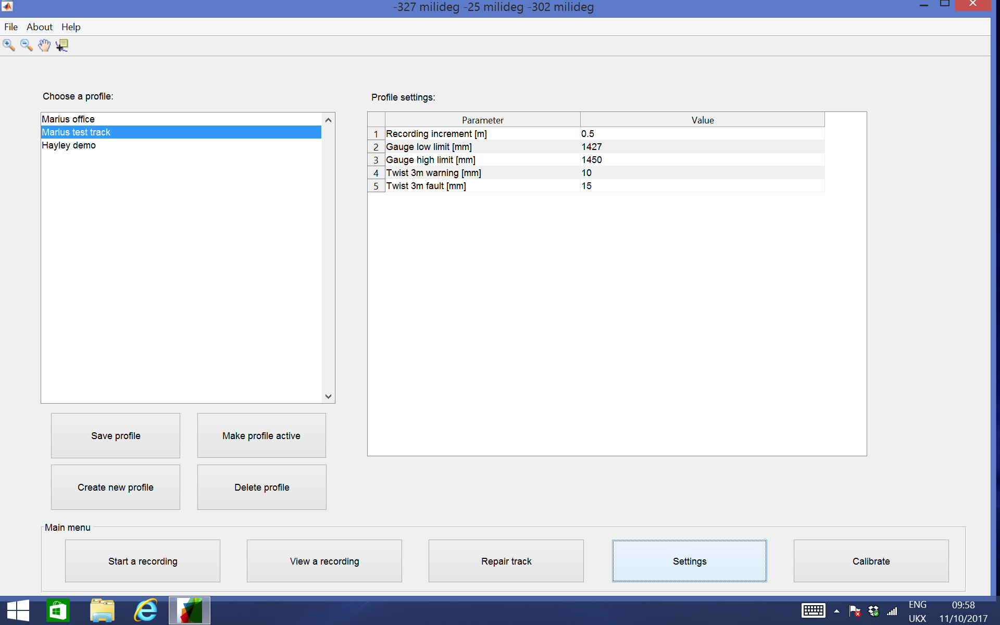 -327 milideg -25 milideg -302 milideg
File About Help
Choose a profile:
Marius office
Marius test track
Hayley demo
Save profile
Make profile active
Create new profile
Delete profile
Profile settings:
Parameter Value
1 Recording increment [m] 0.5
2 Gauge low limit [mm] 1427
3 Gauge high limit [mm] 1450
4 Twist 3m warning [mm] 10
5 Twist 3m fault [mm] 15
Main menu
Start a recording
View a recording
Repair track
Settings
Calibrate
ENG 09:58
UKX 11/10/2017